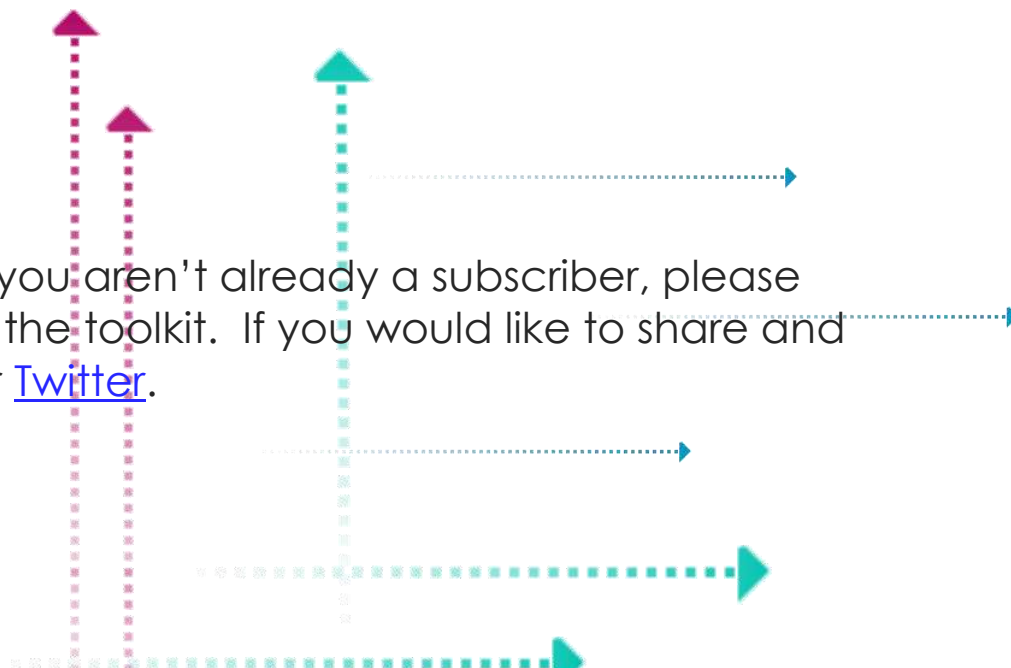 you aren’t already a subscriber, please
the toolkit.  If you would like to share and
Twitter.